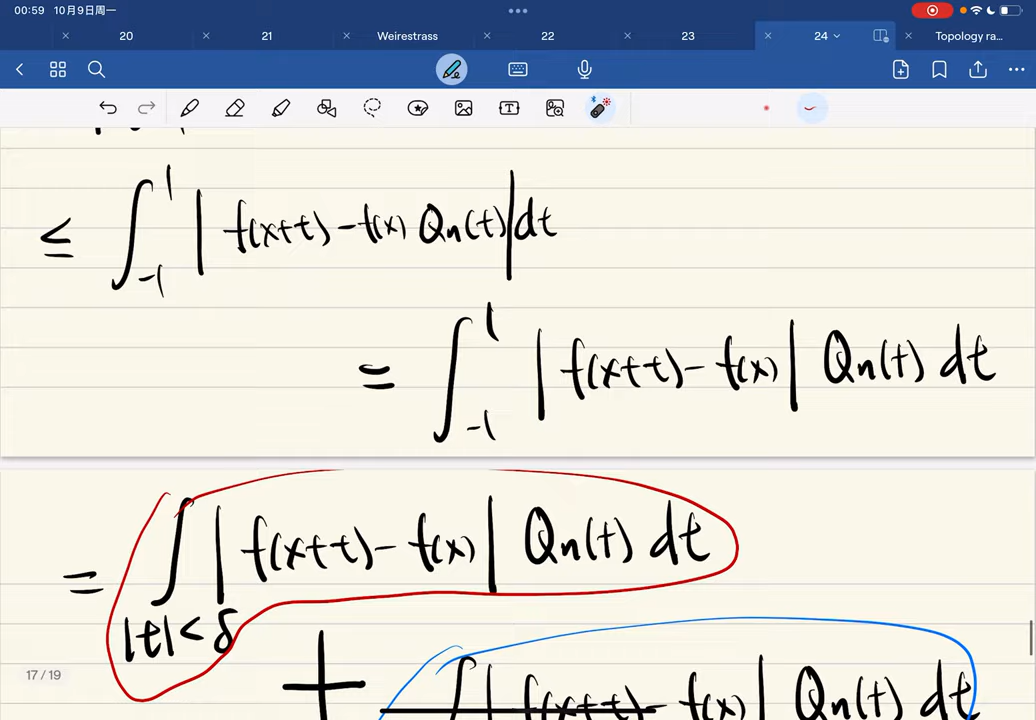 00:59 10月9日周一
20 21 Weirestrass 22 23 24 Topology ra...
≤ ∫_{-1}^{1} | f(x+t) - f(x) Qn(t) | dt
= ∫_{-1}^{1} | f(x+t) - f(x) | Qn(t) dt
= ∫_{|t|<δ} | f(x+t) - f(x) | Qn(t) dt
+ ∫ | f(x+t) - f(x) | Qn(t) dt
17 / 19